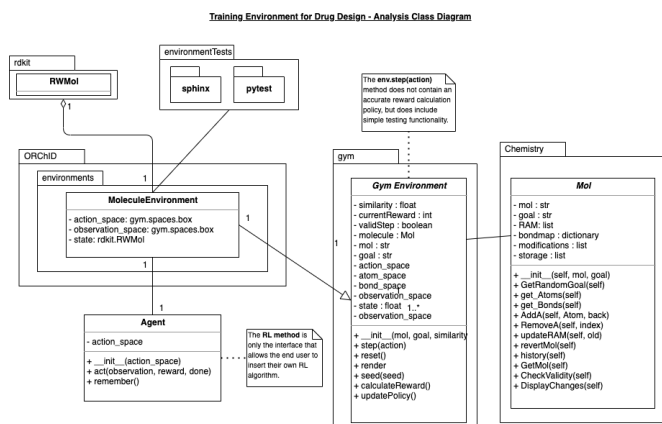 Training Environment for Drug Design - Analysis Class Diagram
rdkit
RWMol
1
environmentTests
sphinx
pytest
The env.step(action)
method does not contain an
accurate reward calculation
policy, but does include
simple testing functionality.
ORChID
environments
1
MoleculeEnvironment
- action_space: gym.spaces.box
- observation_space: gym.spaces.box
- state: rdkit.RWMol
1
1
1
Agent
- action_space
+ __init__(action_space)
+ act(observation, reward, done)
+ remember()
The RL method is
only the interface that
allows the end user to
insert their own RL
algorithm.
gym
Gym Environment
- similarity : float
- currentReward : int
- validStep : boolean
- molecule : Mol
- mol : str
- goal : str
- action_space
- atom_space
- bond_space
- observation_space
- state : float
- observation_space
1
1
1..*
+ __init__(mol, goal, similarity
+ step(action)
+ reset()
+ render
+ seed(seed)
+ calculateReward()
+ updatePolicy()
Chemistry
Mol
- mol : str
- goal : str
- RAM: list
- bondmap : dictionary
- modifications : list
- storage : list
+ __init__(self, mol, goal)
+ GetRandomGoal(self)
+ get_Atoms(self)
+ get_Bonds(self)
+ AddA(self, Atom, back)
+ RemoveA(self, index)
+ updateRAM(self, old)
+ revertMol(self)
+ history(self)
+ GetMol(self)
+ CheckValidity(self)
+ DisplayChanges(self)